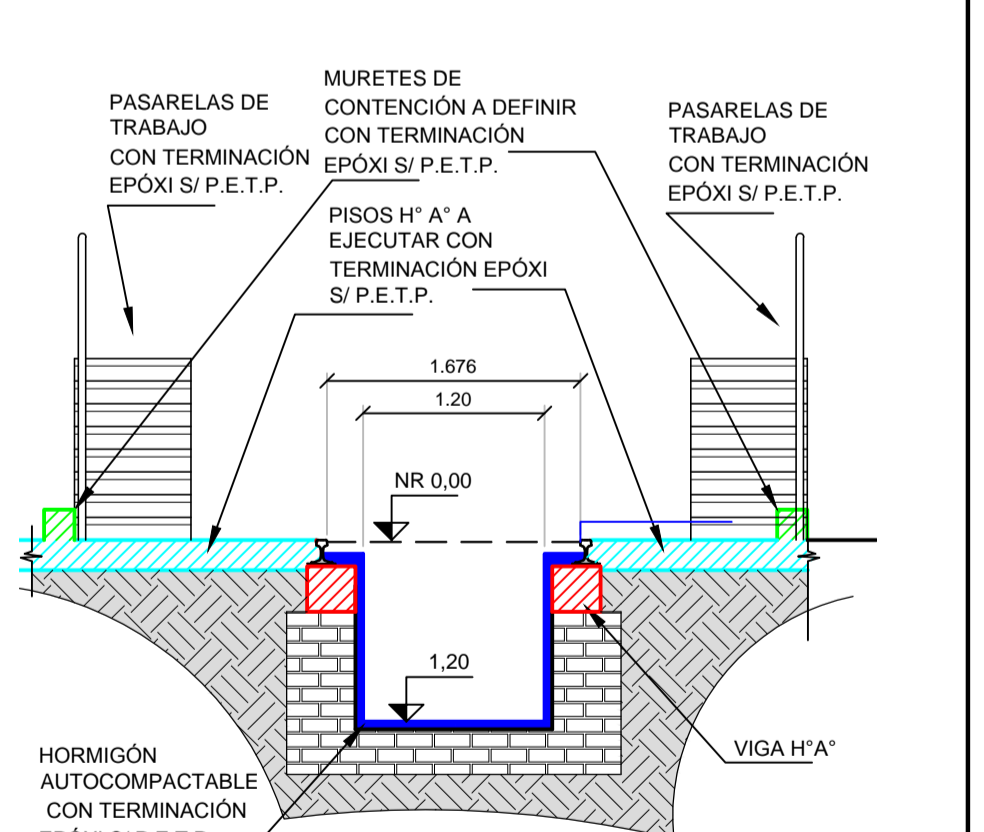 PASARELAS DE
TRABAJO
CON TERMINACIÓN
EPÓXI S/ P.E.T.P.
MURETES DE
CONTENCIÓN A DEFINIR
CON TERMINACIÓN
EPÓXI S/ P.E.T.P.
PASARELAS DE
TRABAJO
CON TERMINACIÓN
EPÓXI S/ P.E.T.P.
PISOS H° A° A
EJECUTAR CON
TERMINACIÓN EPÓXI
S/ P.E.T.P.
1.676
1.20
NR 0,00
1,20
VIGA H°A°
HORMIGÓN
AUTOCOMPACTABLE
CON TERMINACIÓN
EPÓXI S/ P.E.T.P.